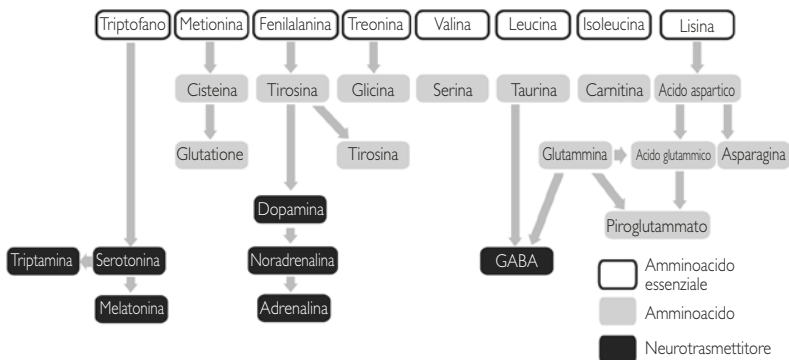 Triptofano Metionina Fenilalanina Treonina Valina Leucina Isoleucina Lisina
Cisteina Tirosina Glicina Serina Taurina Carnitina Acido aspartico
Glutatione Tirosina Glutammina Acido glutammico Asparagina
Dopamina
Piroglutammato
Triptamina Serotonina Noradrenalina GABA
Melatonina Adrenalina
Amminoacido
essenziale
Amminoacido
Neurotrasmettitore